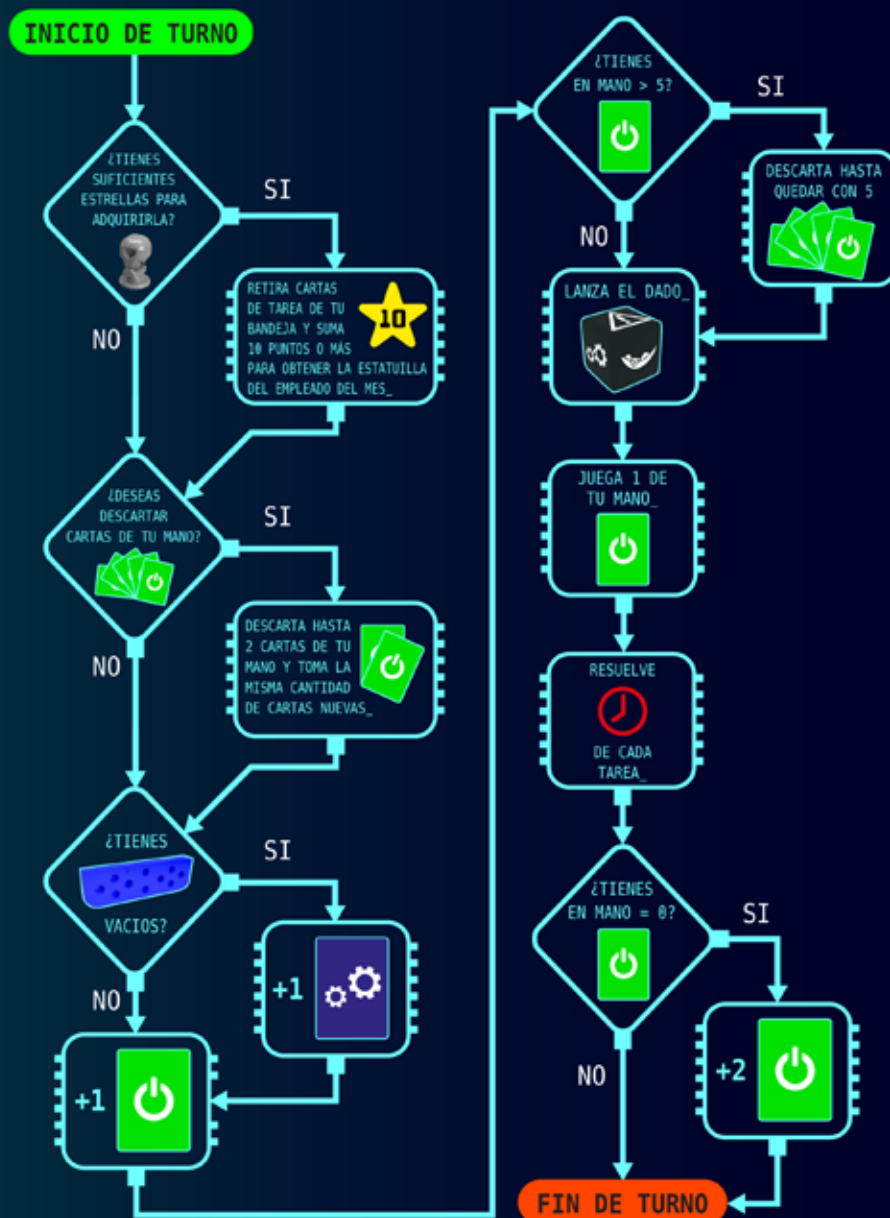 INICIO DE TURNO
¿TIENES
SUFICIENTES
ESTRELLAS PARA
ADQUIRIRLA?
SI
NO
RETIRA CARTAS
DE TAREA DE TU
BANDEJA Y SUMA
10 PUNTOS O MÁS
PARA OBTENER LA ESTATUILLA
DEL EMPLEADO DEL MES_
10
¿DESEAS
DESCARTAR
CARTAS DE TU MANO?
SI
NO
DESCARTA HASTA
2 CARTAS DE TU
MANO Y TOMA LA
MISMA CANTIDAD
DE CARTAS NUEVAS_
¿TIENES
VACIOS?
SI
NO
+1
+1
¿TIENES
EN MANO > 5?
SI
NO
DESCARTA HASTA
QUEDAR CON 5
LANZA EL DADO_
JUEGA 1 DE
TU MANO_
RESUELVE
DE CADA
TAREA_
¿TIENES
EN MANO = 0?
SI
NO
+2
FIN DE TURNO